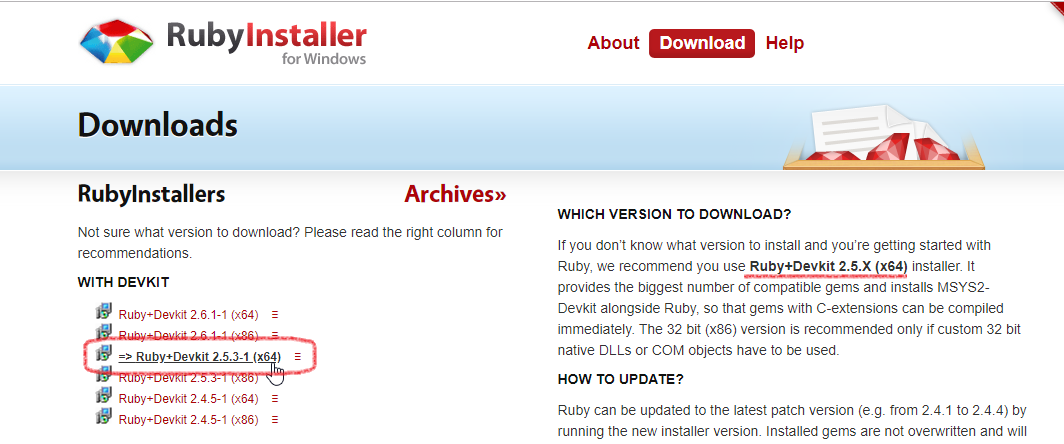 RubyInstaller
for Windows
About Download Help
Downloads
RubyInstallers Archives»
Not sure what version to download? Please read the right column for
recommendations.
WITH DEVKIT
Ruby+Devkit 2.6.1-1 (x64) ≡
Ruby+Devkit 2.6.1-1 (x86) ≡
=> Ruby+Devkit 2.5.3-1 (x64) ≡
Ruby+Devkit 2.5.3-1 (x86) ≡
Ruby+Devkit 2.4.5-1 (x64) ≡
Ruby+Devkit 2.4.5-1 (x86) ≡
WHICH VERSION TO DOWNLOAD?
If you don’t know what version to install and you’re getting started with
Ruby, we recommend you use Ruby+Devkit 2.5.X (x64) installer. It
provides the biggest number of compatible gems and installs MSYS2-
Devkit alongside Ruby, so that gems with C-extensions can be compiled
immediately. The 32 bit (x86) version is recommended only if custom 32 bit
native DLLs or COM objects have to be used.
HOW TO UPDATE?
Ruby can be updated to the latest patch version (e.g. from 2.4.1 to 2.4.4) by
running the new installer version. Installed gems are not overwritten and will